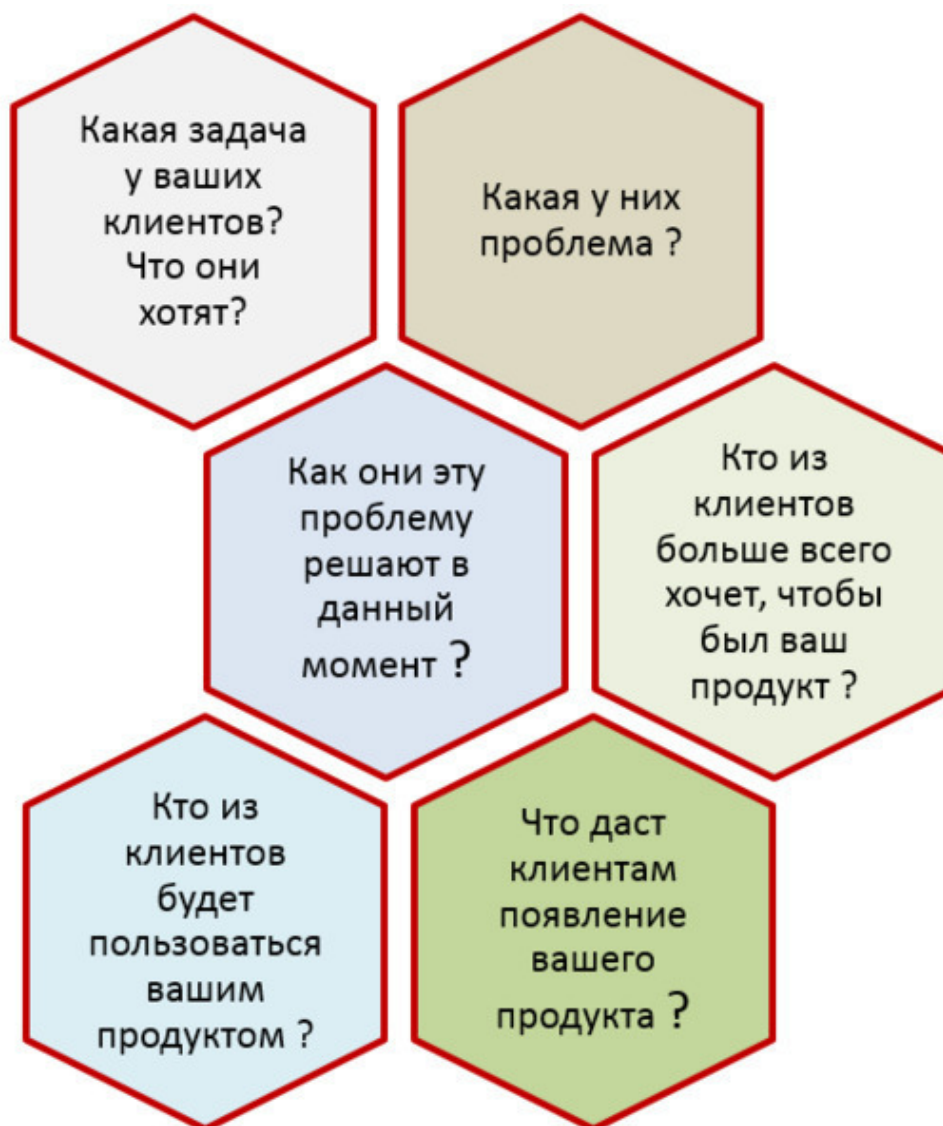 Какая задача
у ваших
клиентов?
Что они
хотят?
Какая у них
проблема ?
Как они эту
проблему
решают в
данный
момент ?
Кто из
клиентов
больше всего
хочет, чтобы
был ваш
продукт ?
Кто из
клиентов
будет
пользоваться
вашим
продуктом ?
Что даст
клиентам
появление
вашего
продукта ?